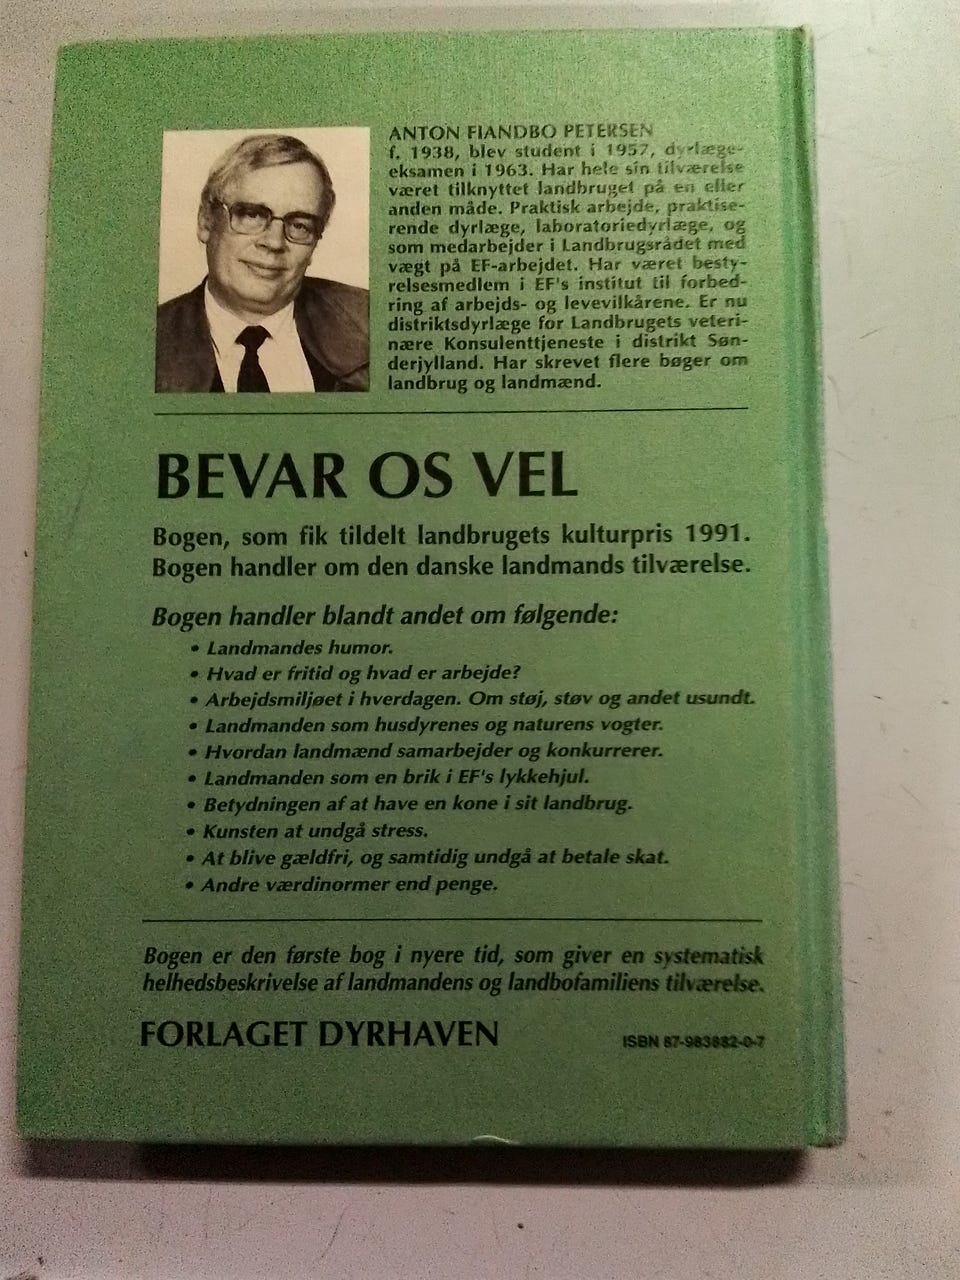 ANTON FIANDBO PETERSEN
f. 1938, blev student i 1957, dyrlæge-
eksamen i 1963. Har hele sin tilværelse
været tilknyttet landbruget på en eller
anden måde. Praktisk arbejde, praktise-
rende dyrlæge, laboratoriedyrlæge, og
som medarbejder i Landbrugsrådet med
vægt på EF-arbejdet. Har været besty-
relsesmedlem i EF's institut til forbed-
ring af arbejds- og levevilkårene. Er nu
distriktsdyrlæge for Landbrugets veteri-
nære Konsulenttjeneste i distrikt Søn-
derjylland. Har skrevet flere bøger om
landbrug og landmænd.
BEVAR OS VEL
Bogen, som fik tildelt landbrugets kulturpris 1991.
Bogen handler om den danske landmands tilværelse.
Bogen handler blandt andet om følgende:
• Landmandes humor.
• Hvad er fritid og hvad er arbejde?
• Arbejdsmiljøet i hverdagen. Om støj, støv og andet usundt.
• Landmanden som husdyrenes og naturens vogter.
• Hvordan landmænd samarbejder og konkurrerer.
• Landmanden som en brik i EF's lykkehjul.
• Betydningen af at have en kone i sit landbrug.
• Kunsten at undgå stress.
• At blive gældfri, og samtidig undgå at betale skat.
• Andre værdinormer end penge.
Bogen er den første bog i nyere tid, som giver en systematisk
helhedsbeskrivelse af landmandens og landbofamiliens tilværelse.
FORLAGET DYRHAVEN
ISBN 87-983882-0-7